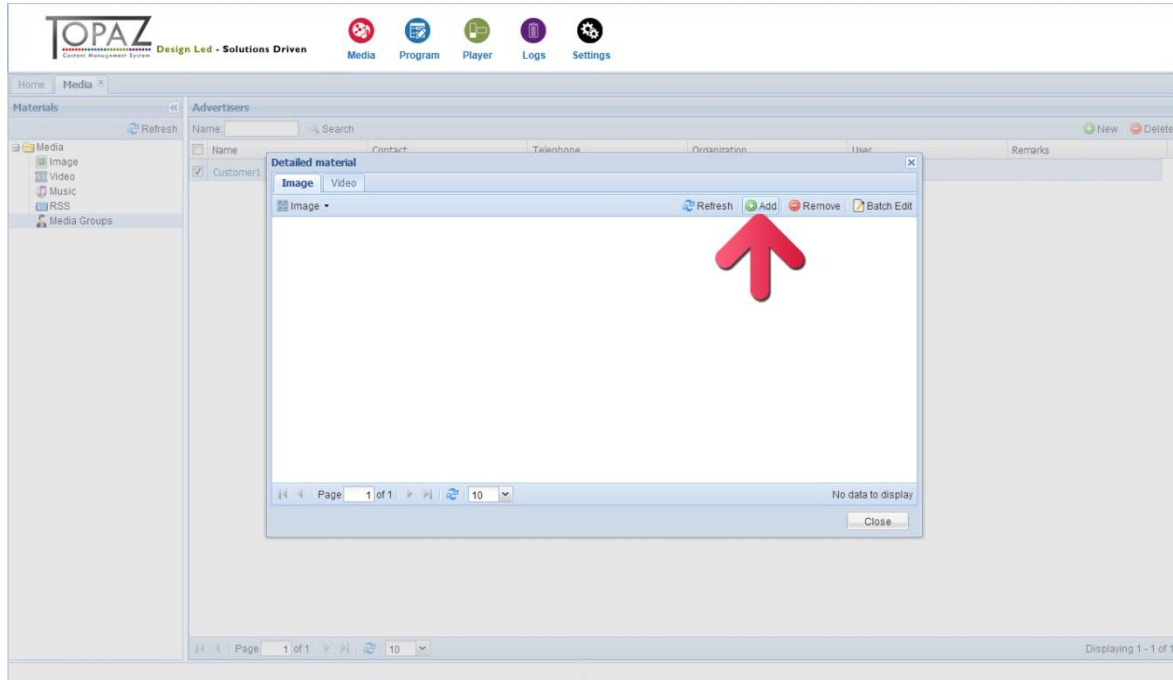 TOPAZ
Content Management System
Design Led - Solutions Driven
Media Program Player Logs Settings
Home Media
Materials
Refresh
Media
Image
Video
Music
RSS
Media Groups
Advertisers
Name: Search New Delete
Name Contact Telephone Organization User Remarks
Customer1
Detailed material
Image Video
Image Refresh Add Remove Batch Edit
Page 1 of 1 10 No data to display
Close
Page 1 of 1 10 Displaying 1 - 1 of 1